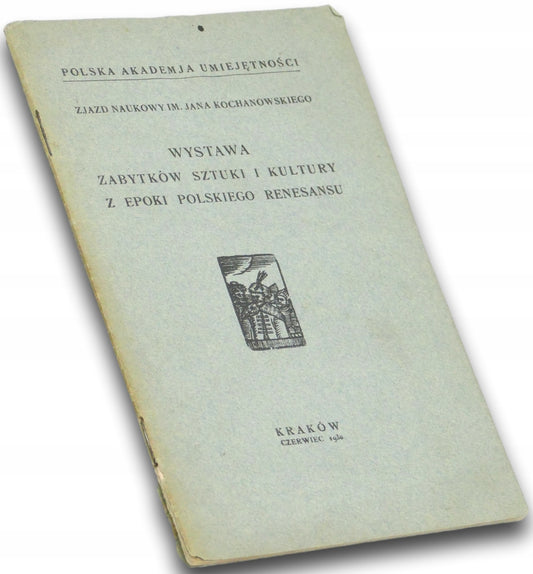 POLSKA AKADEMJA UMIEJĘTNOŚCI
ZJAZD NAUKOWY IM. JANA KOCHANOWSKIEGO
WYSTAWA
ZABYTKÓW SZTUKI I KULTURY
Z EPOKI POLSKIEGO RENESANSU
KRAKÓW
CZERWIEC 1930.